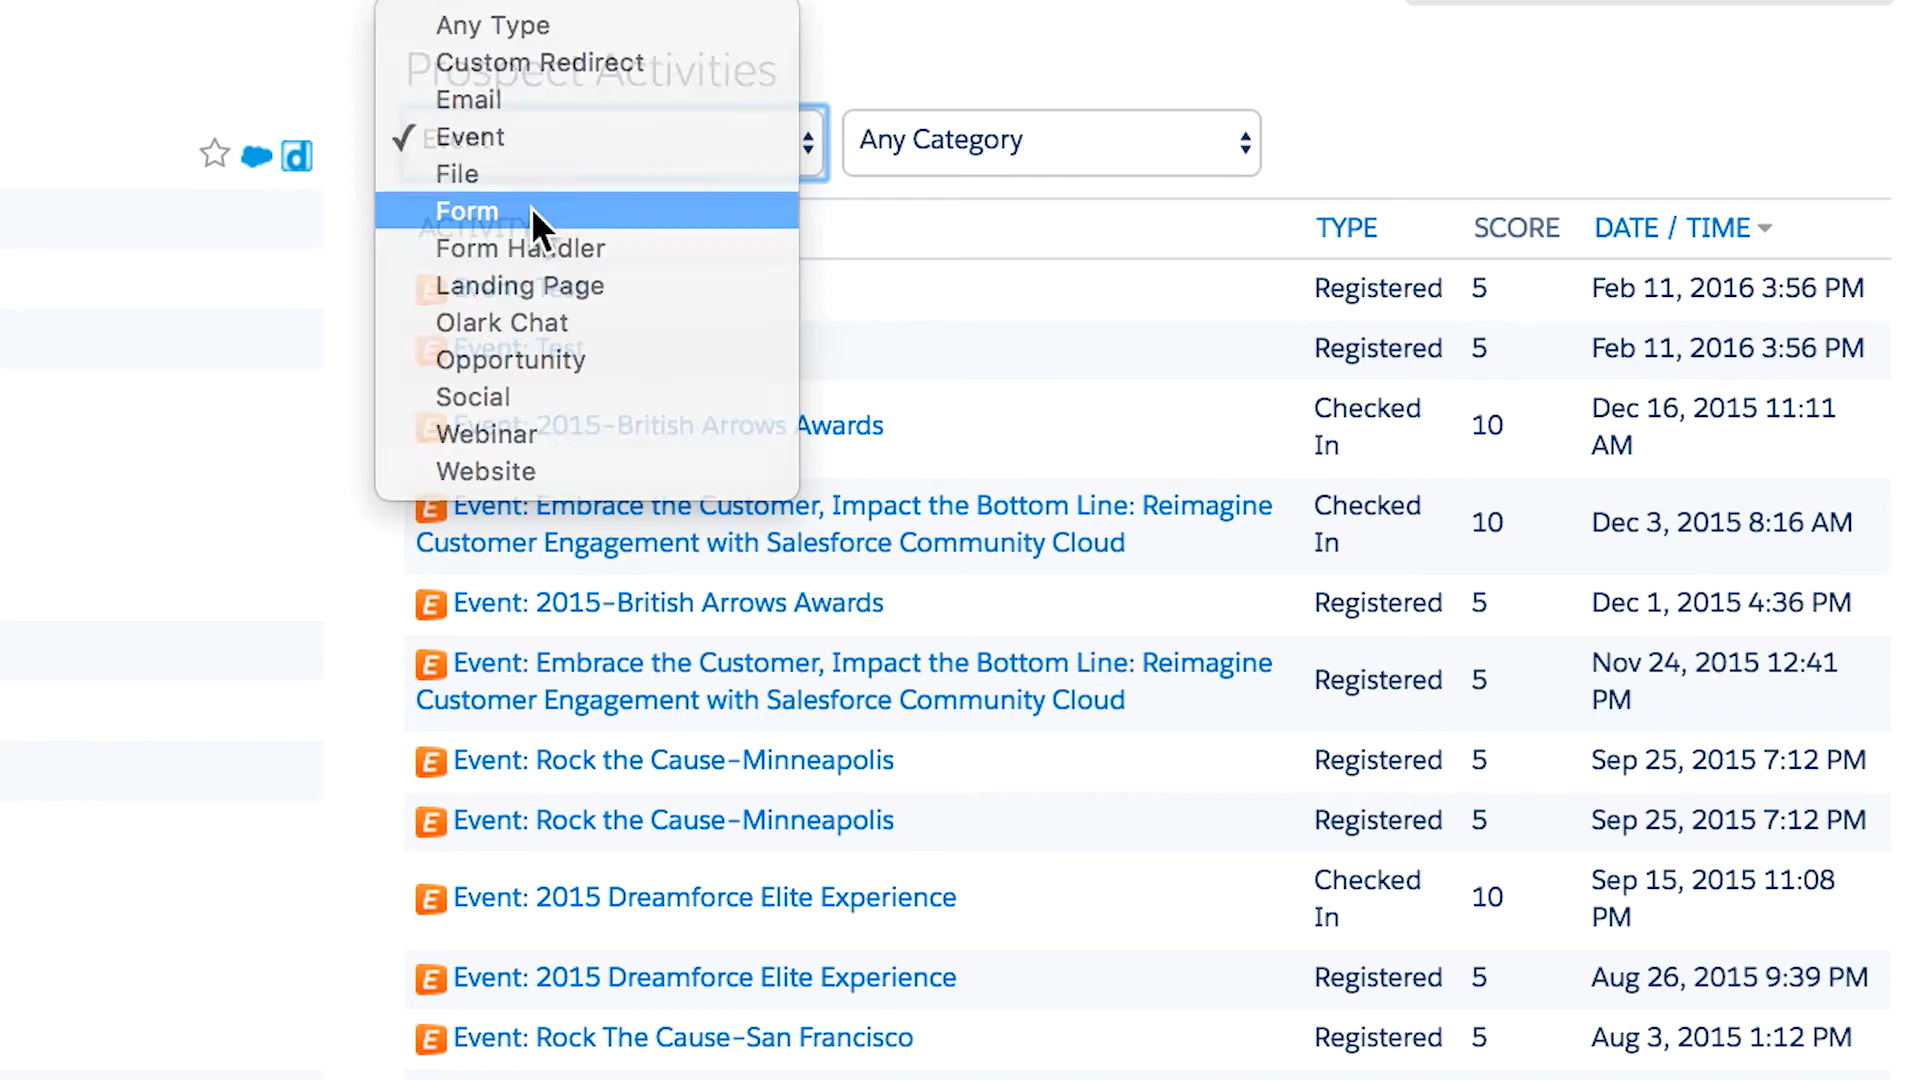 Any Type
Custom Redirect
Prospect Activities
Email
Event
File
Form
Form Handler
Landing Page
Olark Chat
Opportunity
Social
Webinar
Website
Any Category
ACTIVITY
TYPE
SCORE
DATE / TIME
Registered 5 Feb 11, 2016 3:56 PM
Event: Test
Registered 5 Feb 11, 2016 3:56 PM
Event: 2015-British Arrows Awards
Checked
In
10
Dec 16, 2015 11:11
AM
Event: Embrace the Customer, Impact the Bottom Line: Reimagine
Customer Engagement with Salesforce Community Cloud
Checked
In
10
Dec 3, 2015 8:16 AM
Event: 2015-British Arrows Awards
Registered 5 Dec 1, 2015 4:36 PM
Event: Embrace the Customer, Impact the Bottom Line: Reimagine
Customer Engagement with Salesforce Community Cloud
Registered 5
Nov 24, 2015 12:41
PM
Event: Rock the Cause-Minneapolis
Registered 5 Sep 25, 2015 7:12 PM
Event: Rock the Cause-Minneapolis
Registered 5 Sep 25, 2015 7:12 PM
Event: 2015 Dreamforce Elite Experience
Checked
In
10
Sep 15, 2015 11:08
PM
Event: 2015 Dreamforce Elite Experience
Registered 5 Aug 26, 2015 9:39 PM
Event: Rock The Cause-San Francisco
Registered 5 Aug 3, 2015 1:12 PM